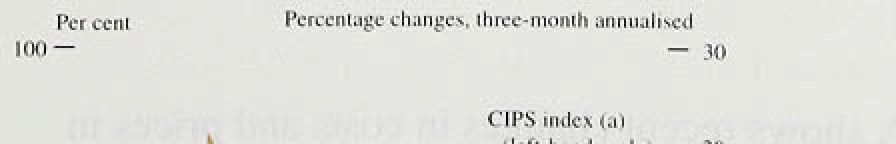 Per cent Percentage changes, three-month annualised
100 30
CIPS index (a)